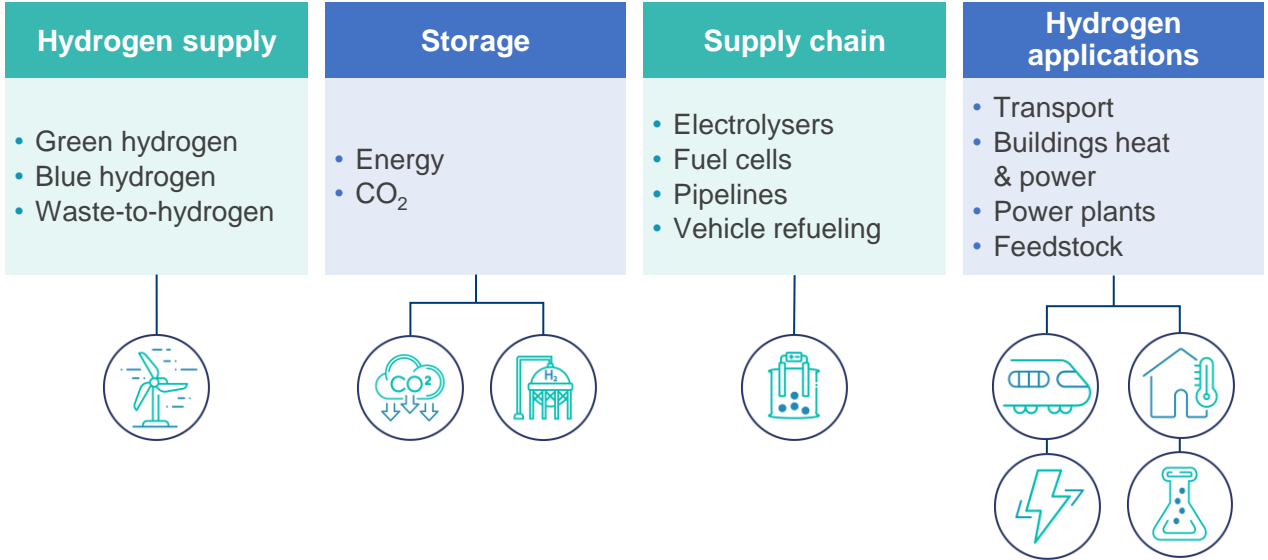 Hydrogen supply
• Green hydrogen
• Blue hydrogen
• Waste-to-hydrogen
Storage
• Energy
• CO₂
Supply chain
• Electrolysers
• Fuel cells
• Pipelines
• Vehicle refueling
Hydrogen
applications
• Transport
• Buildings heat
& power
• Power plants
• Feedstock
CO²
H₂